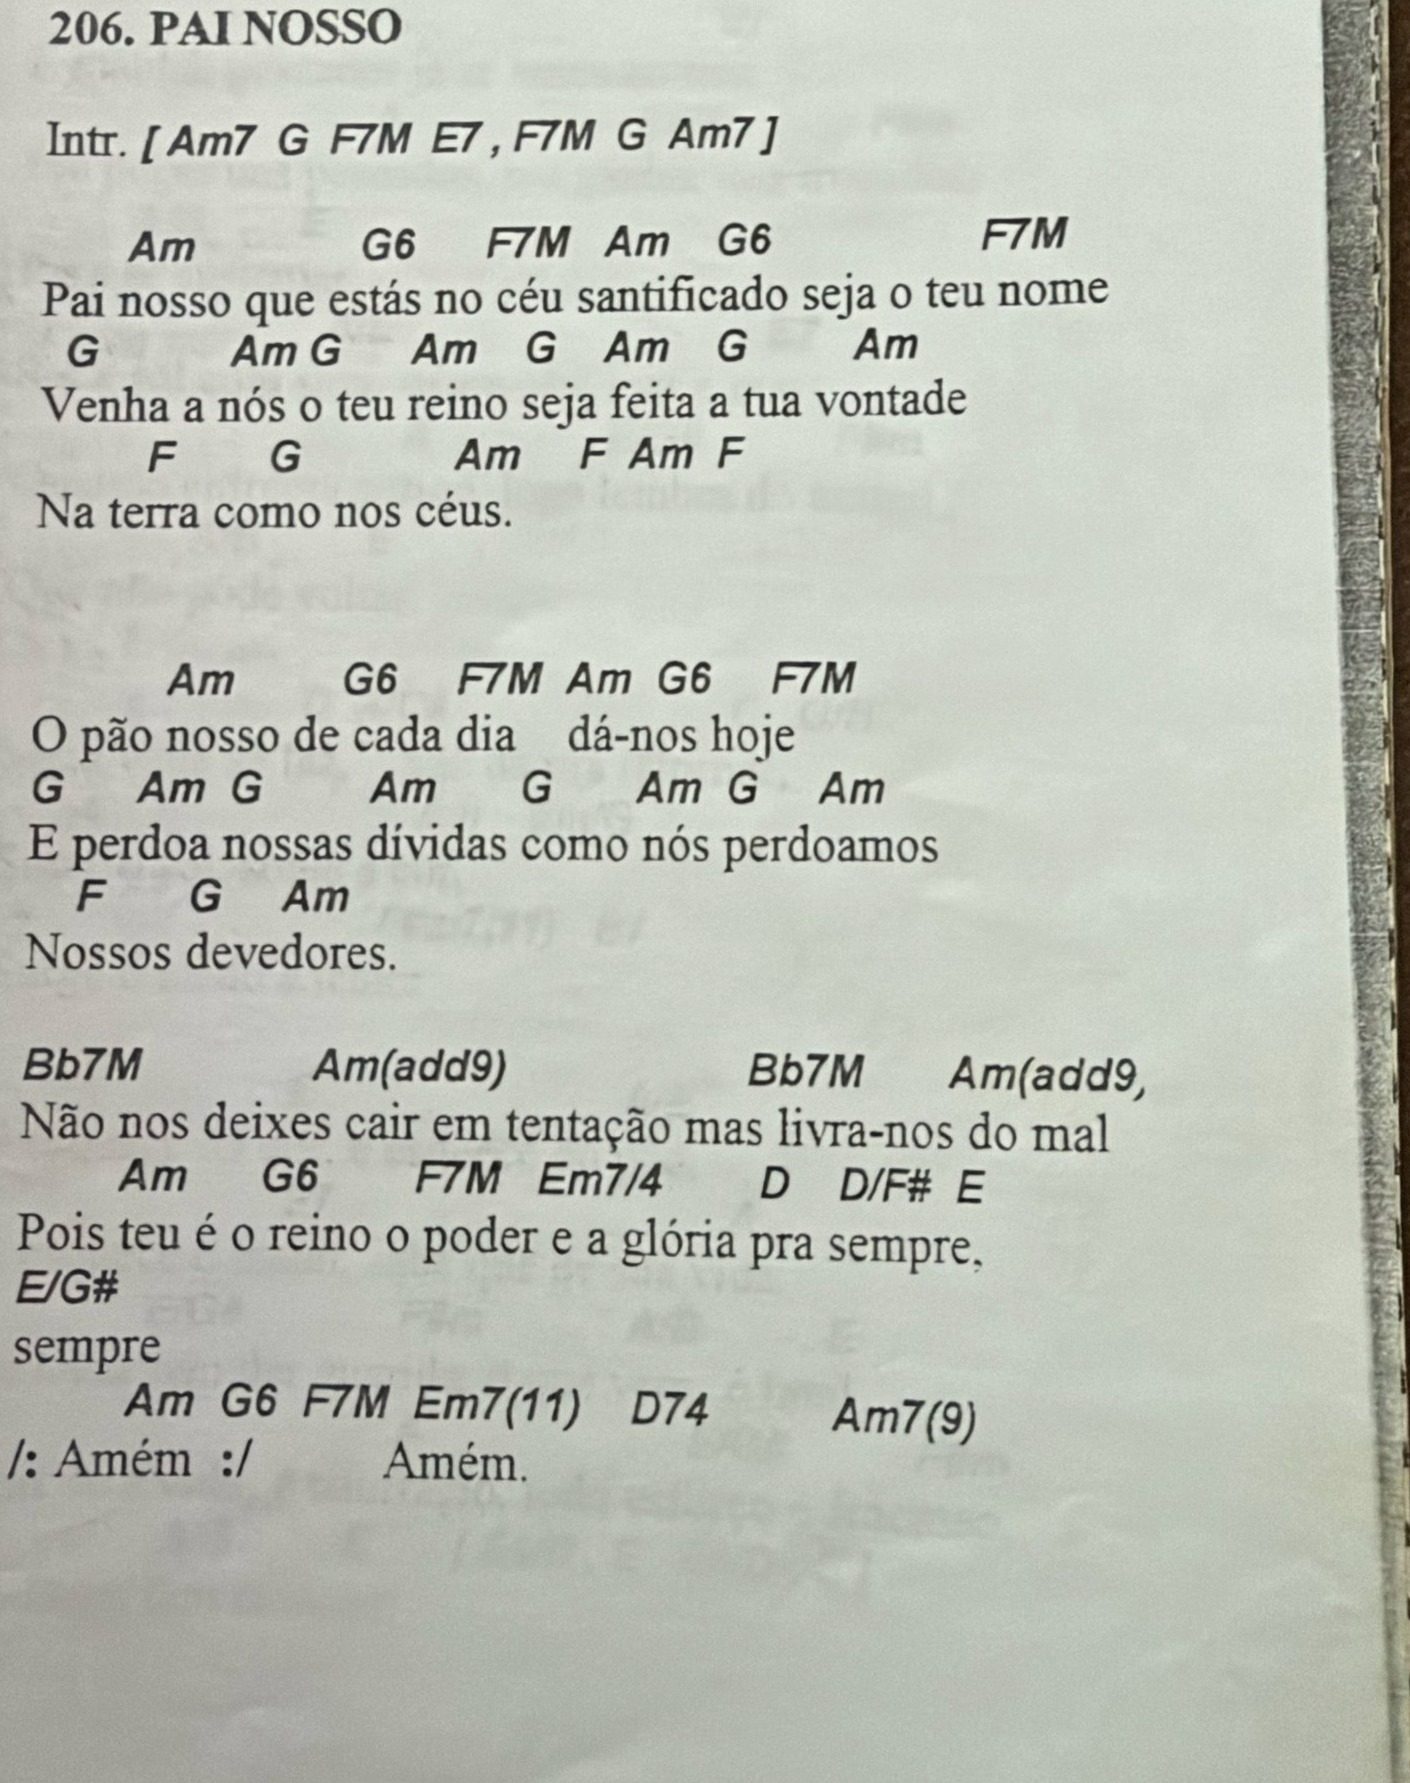 206. PAI NOSSO
Intr. [ Am7 G F7M E7 , F7M G Am7 ]
Am G6 F7M Am G6 F7M
Pai nosso que estás no céu santificado seja o teu nome
G Am G Am G Am G Am
Venha a nós o teu reino seja feita a tua vontade
F G Am F Am F
Na terra como nos céus.
Am G6 F7M Am G6 F7M
O pão nosso de cada dia dá-nos hoje
G Am G Am G Am G Am
E perdoa nossas dívidas como nós perdoamos
F G Am
Nossos devedores.
Bb7M Am(add9) Bb7M Am(add9,
Não nos deixes cair em tentação mas livra-nos do mal
Am G6 F7M Em7/4 D D/F# E
Pois teu é o reino o poder e a glória pra sempre,
E/G#
sempre
Am G6 F7M Em7(11) D74 Am7(9)
/: Amém :/ Amém.